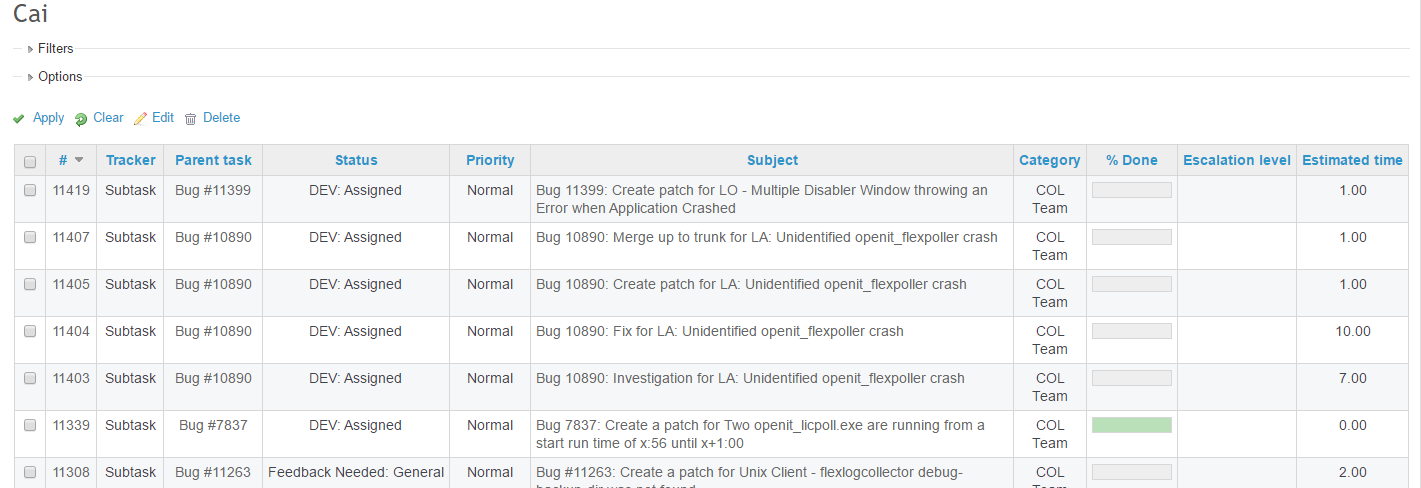 Cai
Filters
Options
Apply Clear Edit Delete
# Tracker Parent task Status Priority Subject Category % Done Escalation level Estimated time
11419 Subtask Bug #11399 DEV: Assigned Normal Bug 11399: Create patch for LO - Multiple Disabler Window throwing an COL 1.00
Error when Application Crashed Team
11407 Subtask Bug #10890 DEV: Assigned Normal Bug 10890: Merge up to trunk for LA: Unidentified openit_flexpoller crash COL 1.00
Team
11405 Subtask Bug #10890 DEV: Assigned Normal Bug 10890: Create patch for LA: Unidentified openit_flexpoller crash COL 1.00
Team
11404 Subtask Bug #10890 DEV: Assigned Normal Bug 10890: Fix for LA: Unidentified openit_flexpoller crash COL 10.00
Team
11403 Subtask Bug #10890 DEV: Assigned Normal Bug 10890: Investigation for LA: Unidentified openit_flexpoller crash COL 7.00
Team
11339 Subtask Bug #7837 DEV: Assigned Normal Bug 7837: Create a patch for Two openit_licpoll.exe are running from a COL 0.00
start run time of x:56 until x+1:00 Team
11308 Subtask Bug #11263 Feedback Needed: General Normal Bug #11263: Create a patch for Unix Client - flexlogcollector debug- COL 2.00
backup-dir was not found Team